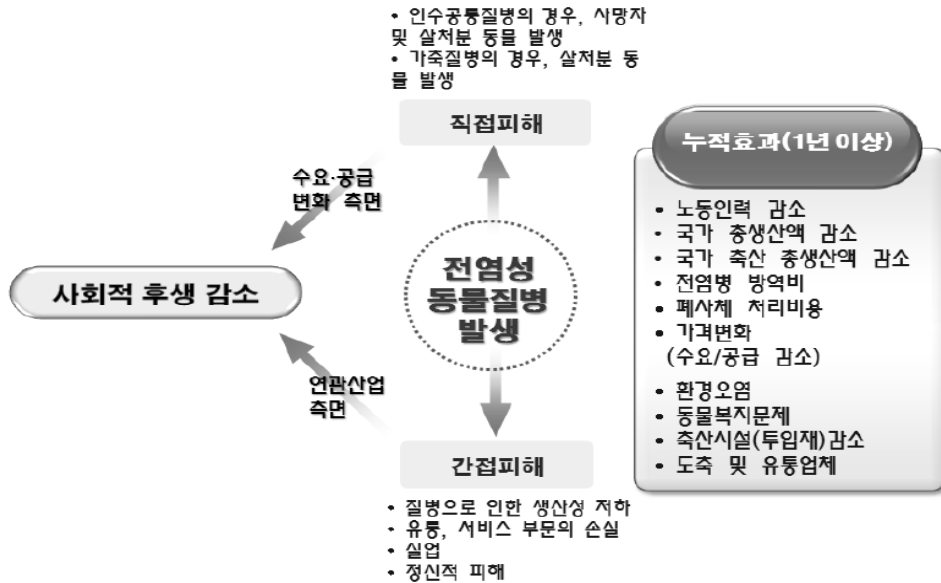 • 인수공통질병의 경우, 사망자
및 살처분 동물 발생
• 가축질병의 경우, 살처분 동
물 발생
직접피해
수요·공급
변화 측면
전염성
동물질병
발생
사회적 후생 감소
연관산업
측면
간접피해
• 질병으로 인한 생산성 저하
• 유통, 서비스 부문의 손실
• 실업
• 정신적 피해
누적효과(1년 이상)
• 노동인력 감소
• 국가 총생산액 감소
• 국가 축산 총생산액 감소
• 전염병 방역비
• 폐사체 처리비용
• 가격변화
(수요/공급 감소)
• 환경오염
• 동물복지문제
• 축산시설(투입재)감소
• 도축 및 유통업체